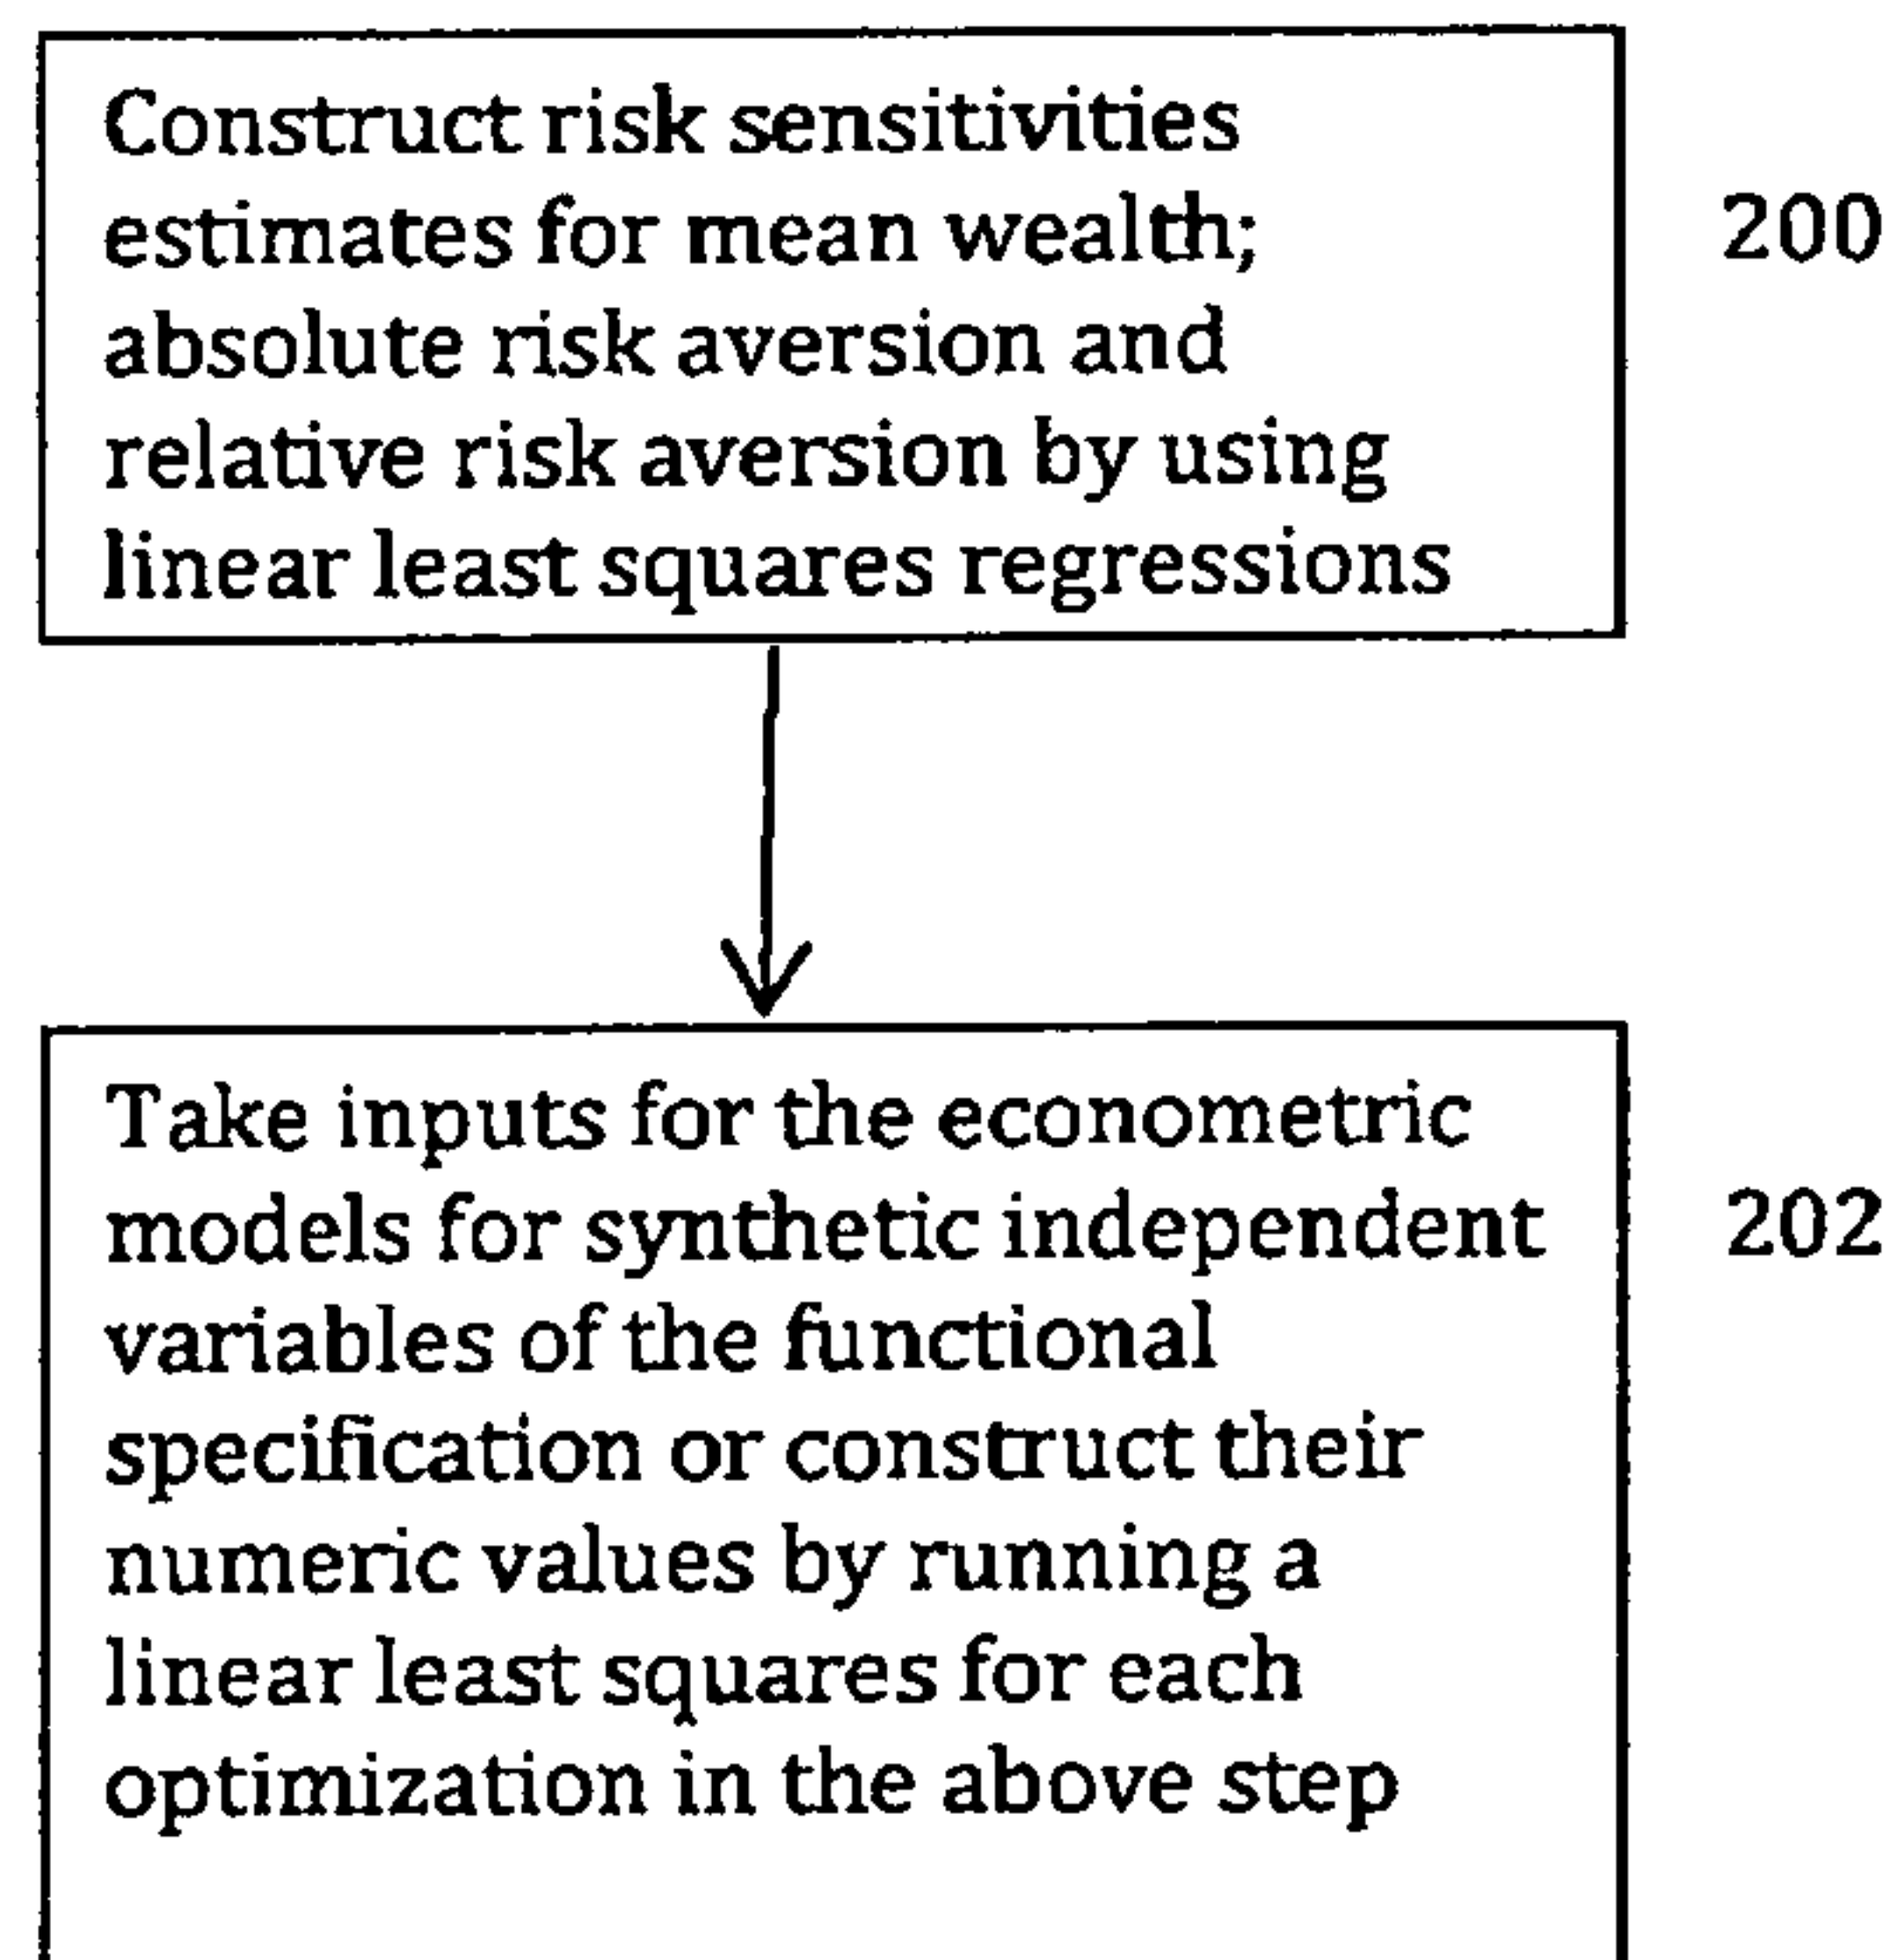 Construct risk sensitivities
estimates for mean wealth;
200
absolute risk aversion and
relative risk aversion by using
linear least squares regressions
Take inputs for the econometric
models for synthetic independent
202
variables of the functional
specification or construct their
numeric values by running a
linear least squares for each
optimization in the above step